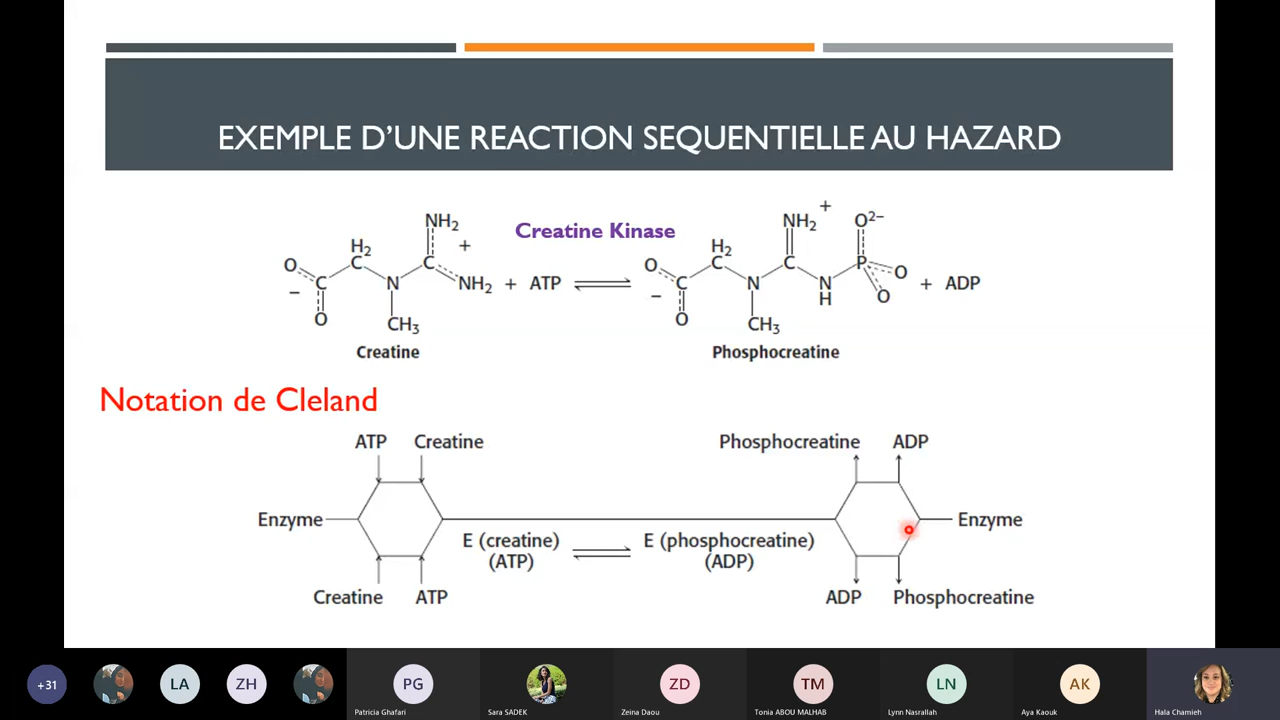 EXEMPLE D'UNE REACTION SEQUENTIELLE AU HAZARD
NH₂ Creatine Kinase NH₂ + O²⁻
H₂ + H₂
O C C P O
C N NH₂ + ATP ⇌ C N N O + ADP
− − H
O CH₃ O CH₃
Creatine Phosphocreatine
Notation de Cleland
ATP Creatine Phosphocreatine ADP
Enzyme Enzyme
E (creatine) ⇌ E (phosphocreatine)
(ATP) (ADP)
Creatine ATP ADP Phosphocreatine
+31 LA ZH PG ZD TM LN AK
Patricia Ghafari Sara SADEK Zeina Daou Tonia ABOU MALHAB Lynn Nasrallah Aya Kaouk Hala Chamieh